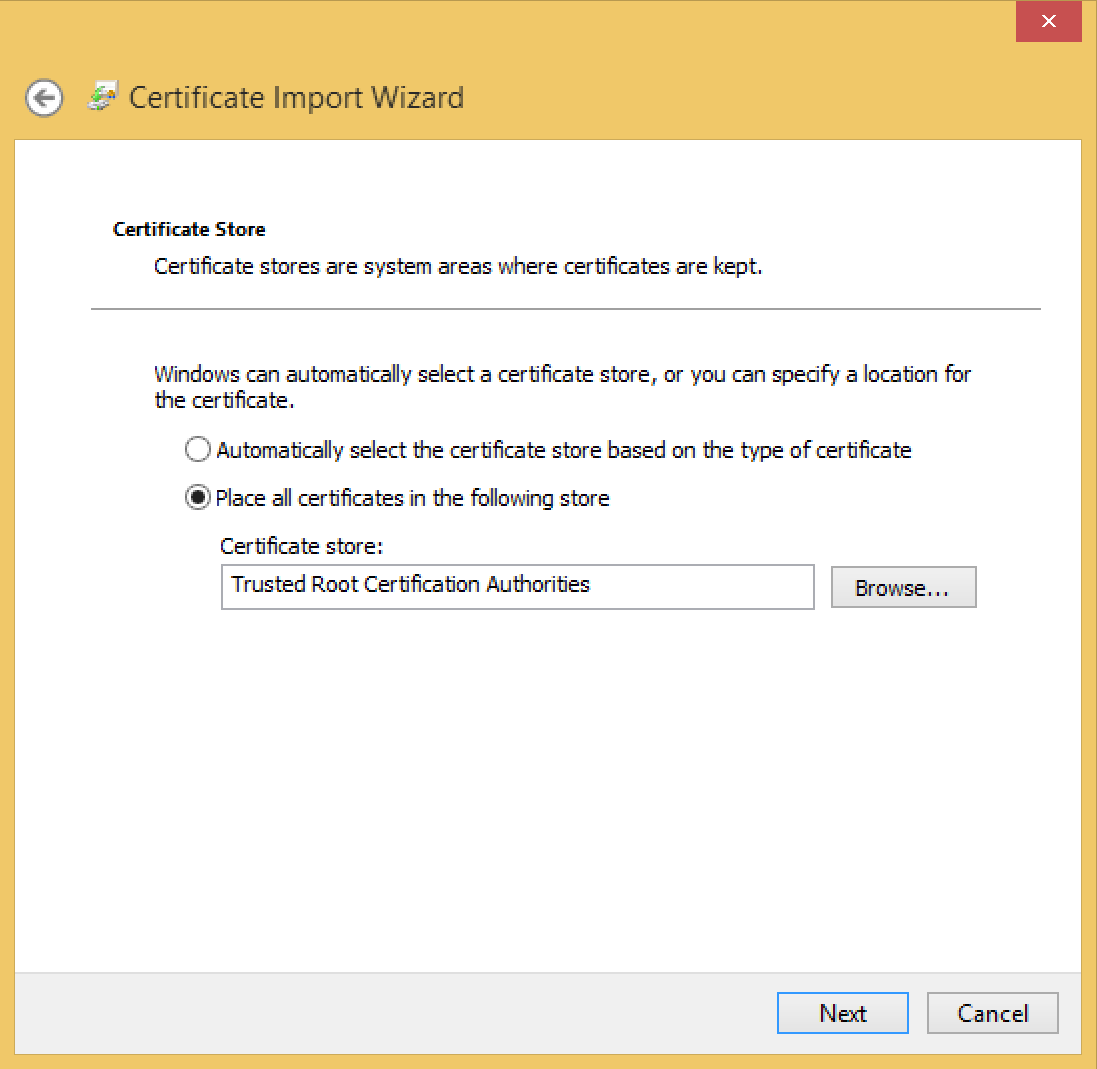 Certificate Import Wizard
Certificate Store
Certificate stores are system areas where certificates are kept.
Windows can automatically select a certificate store, or you can specify a location for
the certificate.
Automatically select the certificate store based on the type of certificate
Place all certificates in the following store
Certificate store:
Trusted Root Certification Authorities
Browse...
Next
Cancel